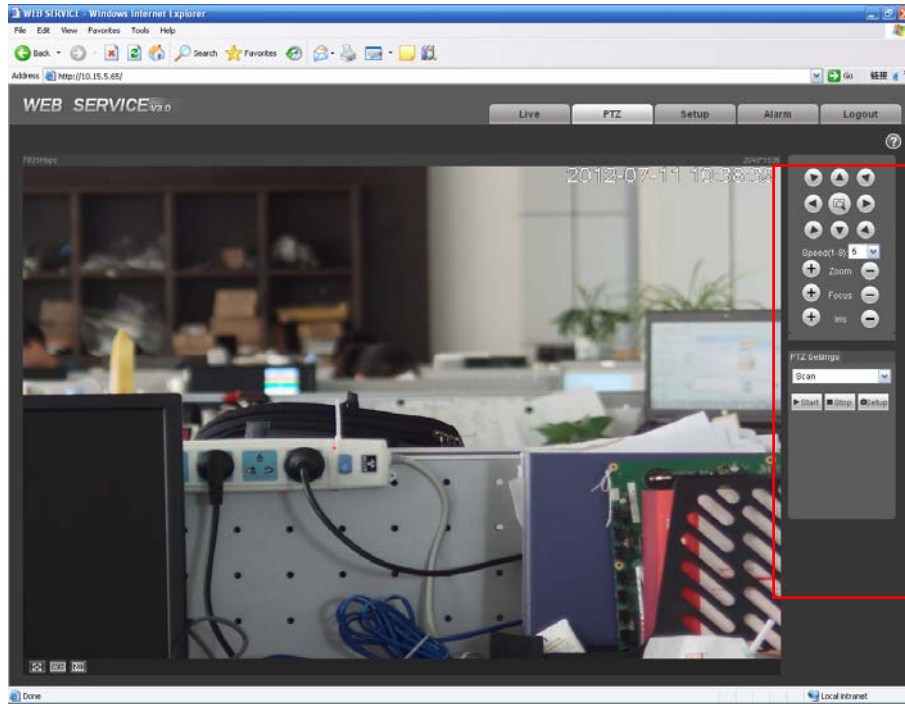 WEB SERVICE - Windows Internet Explorer
File Edit View Favorites Tools Help
Back Search Favorites
Address http://10.15.5.65/ Go 链接
WEB SERVICE V3.0
Live PTZ Setup Alarm Logout
2048*1536
2012-07-11 10:38:
Speed(1-8): 5
Zoom
Focus
Iris
PTZ Settings
Scan
Start Stop Setup
Done Local intranet